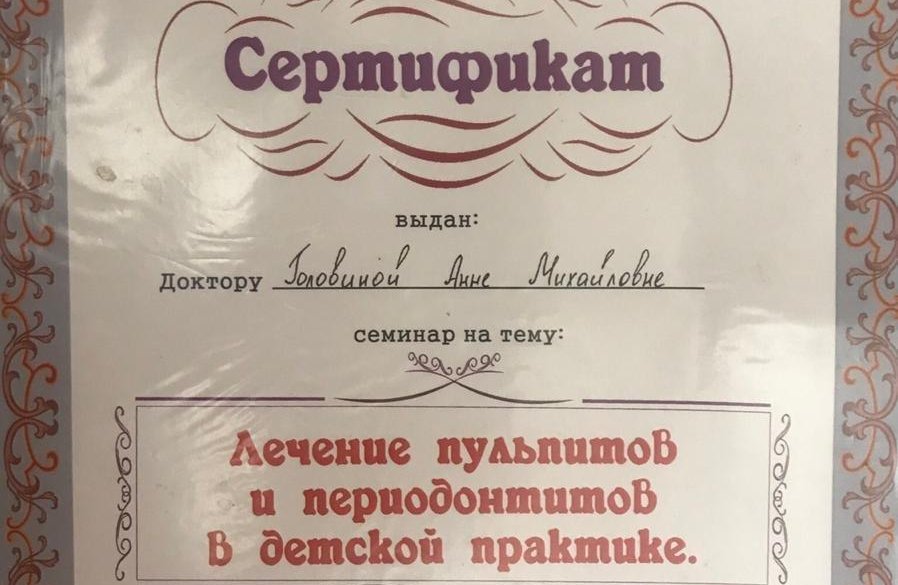 Сертификат
выдан:
Доктору Головиной Анне Михайловне
семинар на тему:
Лечение пульпитов
и периодонтитов
в детской практике.